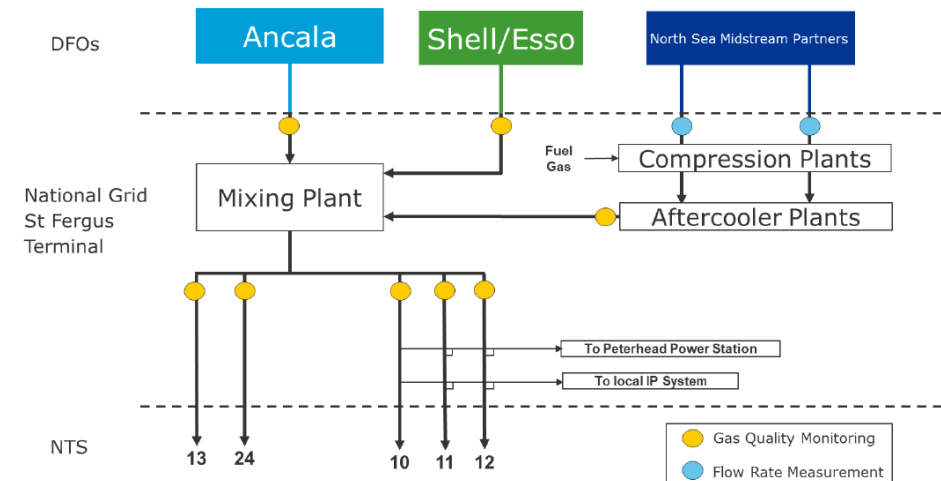 DFOs
Ancala
Shell/Esso
North Sea Midstream Partners
National Grid
St Fergus
Terminal
Fuel
Gas
Compression Plants
Mixing Plant
Aftercooler Plants
To Peterhead Power Station
To local IP System
NTS
13
24
10
11
12
Gas Quality Monitoring
Flow Rate Measurement